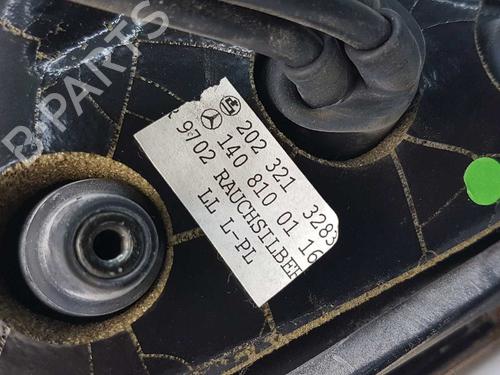 B-PARTS
202 321 3283
140 810 01 16
9702 RAUCHSILBER
LL L-PL